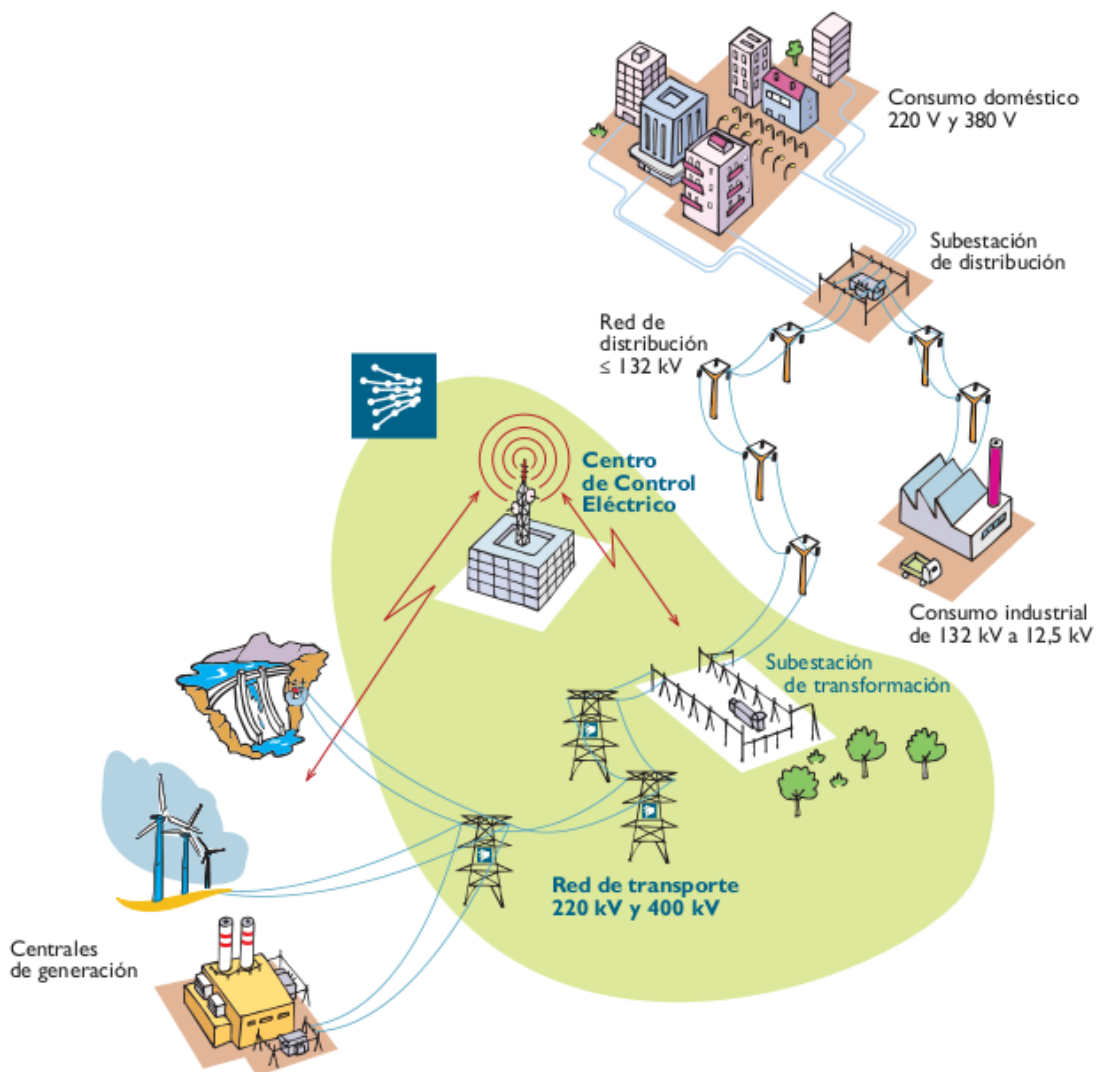 Consumo doméstico
220 V y 380 V
Subestación
de distribución
Red de
distribución
≤ 132 kV
Centro
de Control
Eléctrico
Consumo industrial
de 132 kV a 12,5 kV
Subestación
de transformación
Red de transporte
220 kV y 400 kV
Centrales
de generación